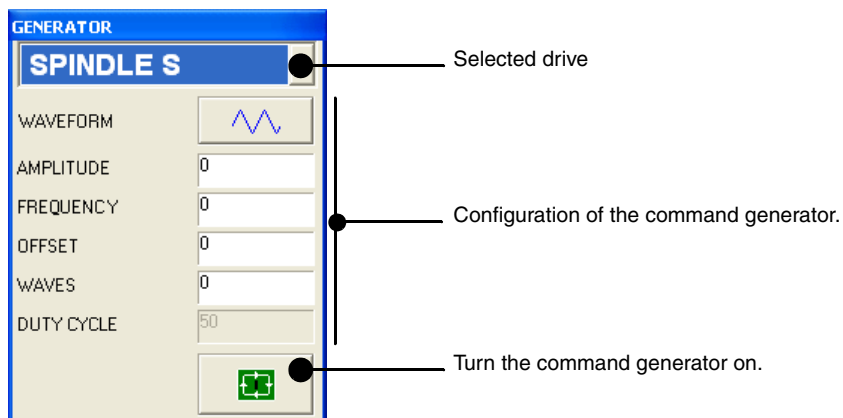 GENERATOR
SPINDLE S
Selected drive
WAVEFORM
AMPLITUDE 0
FREQUENCY 0
Configuration of the command generator.
OFFSET 0
WAVES 0
DUTY CYCLE 50
Turn the command generator on.